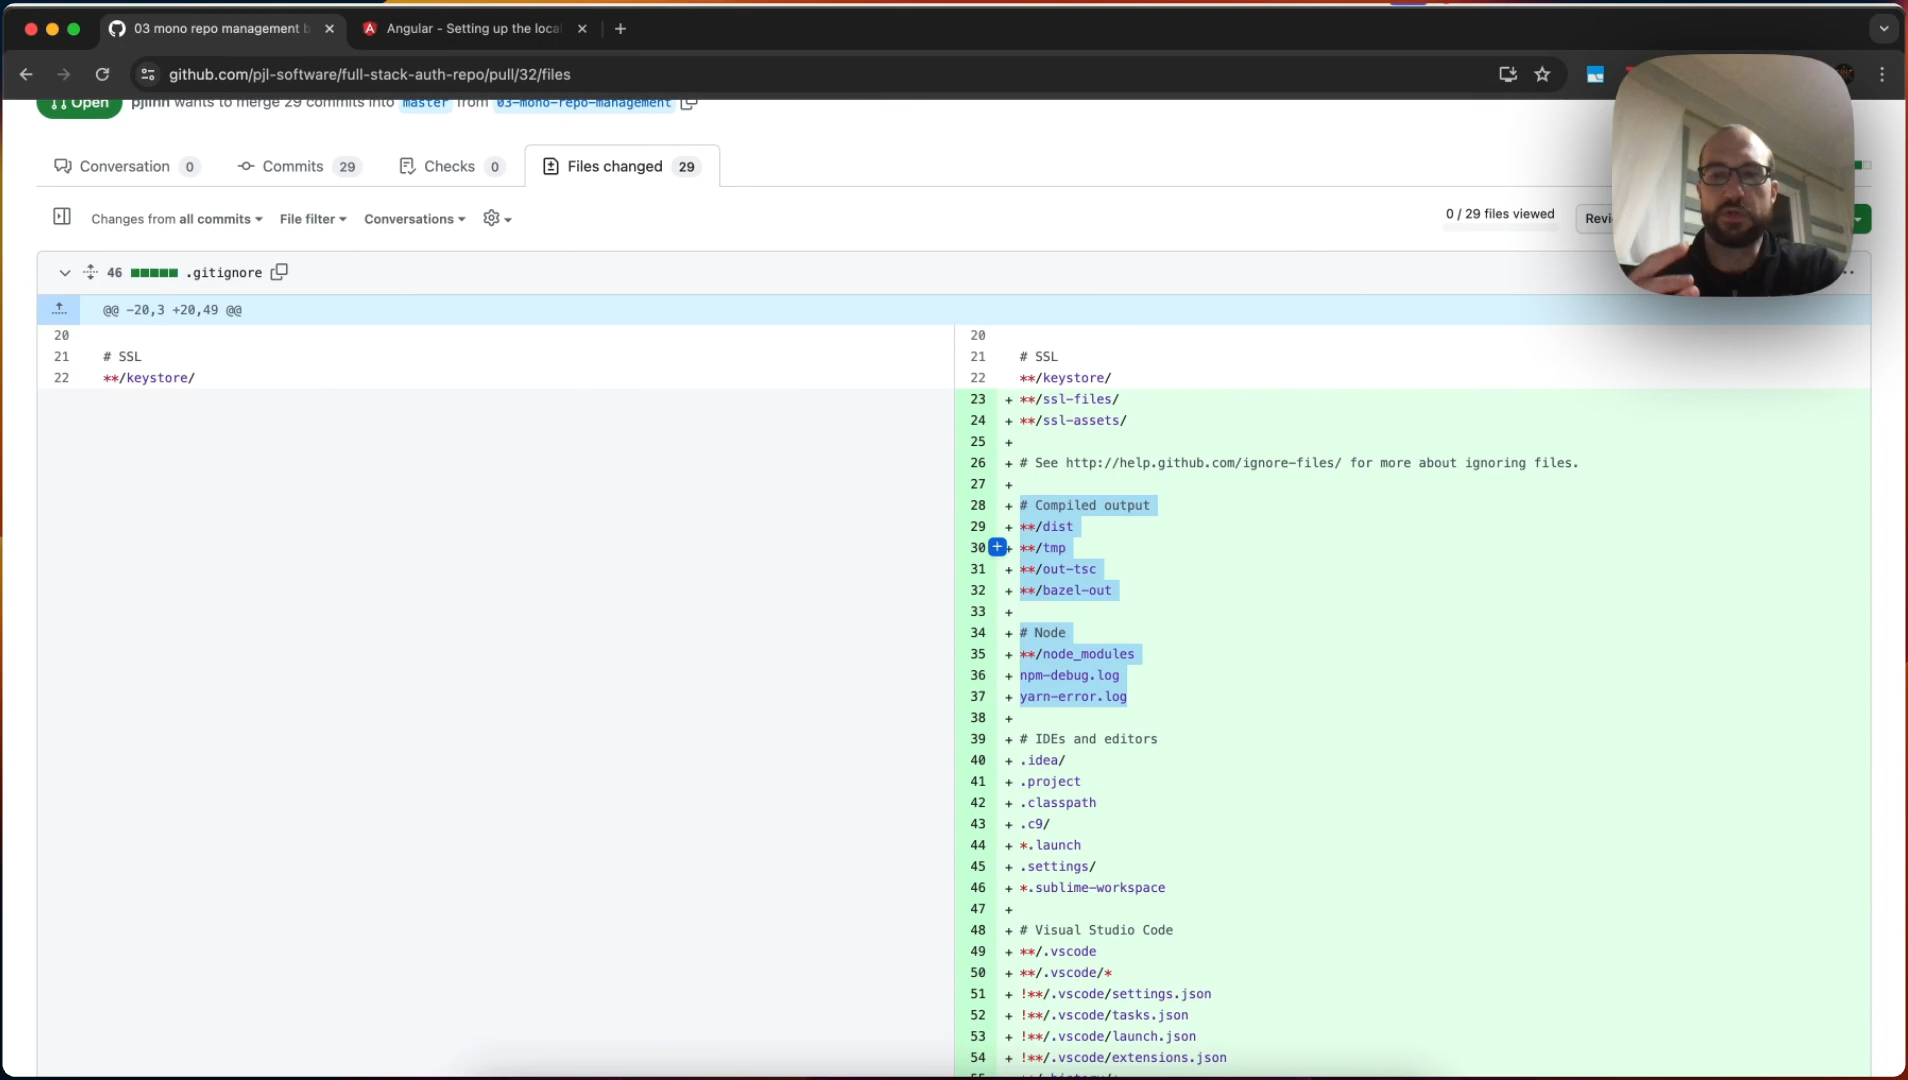 03 mono repo management b
Angular - Setting up the loca
github.com/pjl-software/full-stack-auth-repo/pull/32/files
Open pjlinn wants to merge 29 commits into master from 03-mono-repo-management
Conversation 0 Commits 29 Checks 0 Files changed 29
Changes from all commits File filter Conversations
0 / 29 files viewed
46 .gitignore
@@ -20,3 +20,49 @@
20
21 # SSL
22 **/keystore/
20
21 # SSL
22 **/keystore/
23 + **/ssl-files/
24 + **/ssl-assets/
25 +
26 + # See http://help.github.com/ignore-files/ for more about ignoring files.
27 +
28 + # Compiled output
29 + **/dist
30 + **/tmp
31 + **/out-tsc
32 + **/bazel-out
33 +
34 + # Node
35 + **/node_modules
36 + npm-debug.log
37 + yarn-error.log
38 +
39 + # IDEs and editors
40 + .idea/
41 + .project
42 + .classpath
43 + .c9/
44 + *.launch
45 + .settings/
46 + *.sublime-workspace
47 +
48 + # Visual Studio Code
49 + **/.vscode
50 + **/.vscode/*
51 + !**/.vscode/settings.json
52 + !**/.vscode/tasks.json
53 + !**/.vscode/launch.json
54 + !**/.vscode/extensions.json